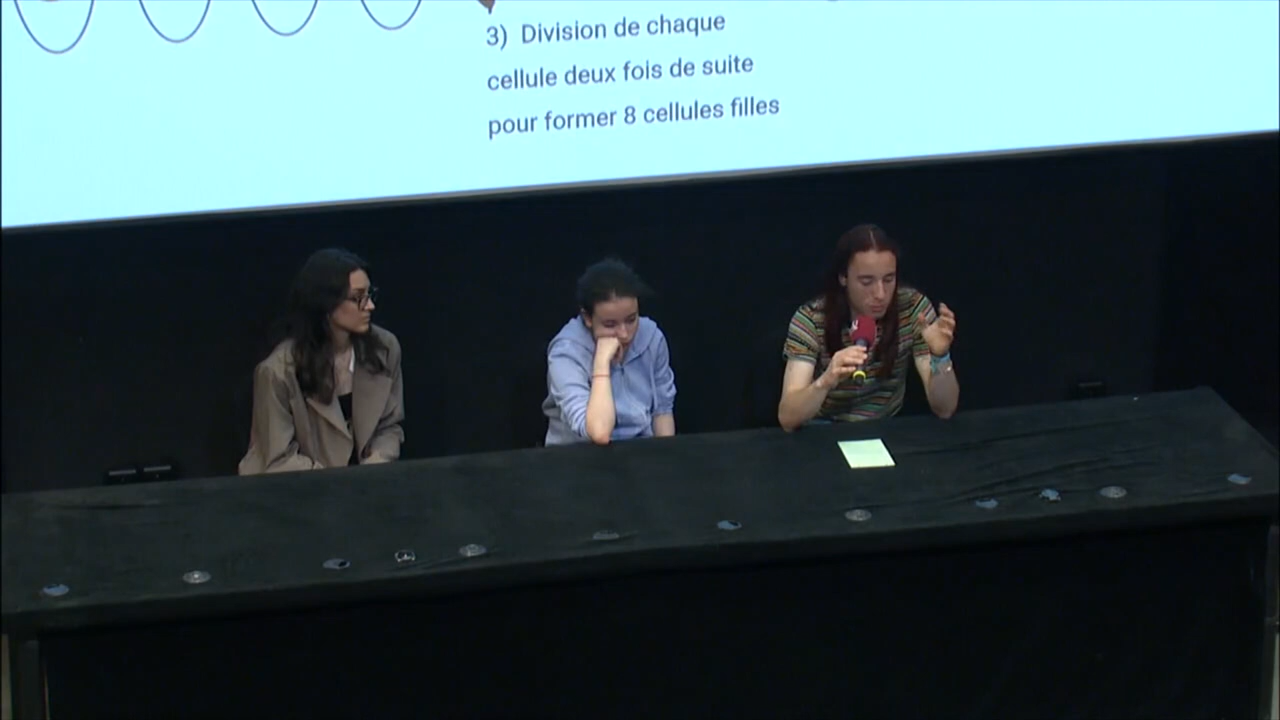 3) Division de chaque
cellule deux fois de suite
pour former 8 cellules filles